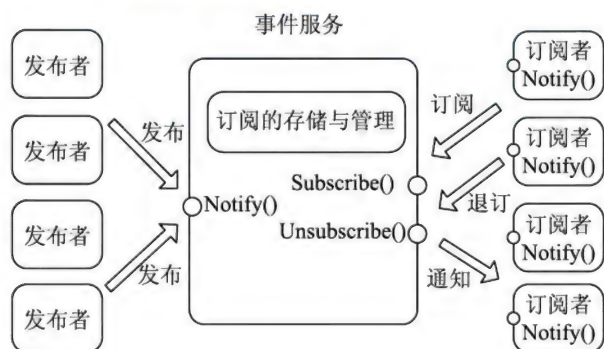 事件服务
发布者
发布者
发布者
发布者
发布
发布
订阅的存储与管理
Notify()
Subscribe()
Unsubscribe()
订阅
退订
通知
订阅者
Notify()
订阅者
Notify()
订阅者
Notify()
订阅者
Notify()